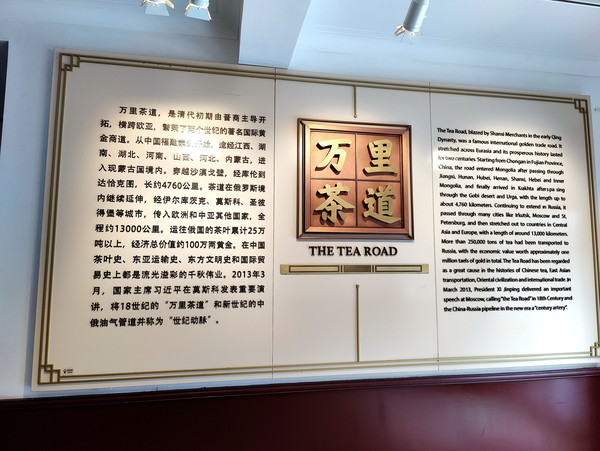 万里茶道，是清代初期由晋商主导开
拓，横跨欧亚，繁荣了两个世纪的著名国际黄
金商道。从中国福建崇安开始，途经江西、湖
南、湖北、河南、山西、河北、内蒙古，进
入现蒙古国境内。穿越沙漠戈壁，经库伦到
达恰克图，长约4760公里。茶道在俄罗斯境
内继续延伸，经伊尔库茨克、莫斯科、圣彼
得堡等城市，传入欧洲和中亚其他国家，全
程约13000公里。运往俄国的茶叶累计25万
吨以上，经济总价值约100万两黄金。在中国
茶叶史、东亚运输史、东方文明史和国际贸
易史上都是流光溢彩的千秋伟业。2013年3
月，国家主席习近平在莫斯科发表重要演
讲，将18世纪的“万里茶道”和新世纪的中
俄油气管道并称为“世纪动脉”。
万里
茶道
THE TEA ROAD
The Tea Road, blazed by Shanxi Merchants in the early Qing
Dynasty, was a famous international golden trade road. It
stretched across Eurasia and its prosperous history lasted
for two centuries. Starting from Chongan in Fujian Province,
China, the road entered Mongolia after passing through
Jiangxi, Hunan, Hubei, Henan, Shanxi, Hebei and Inner
Mongolia, and finally arrived in Kiakhta after passing
through the Gobi desert and Urga, with the length up to
about 4,760 kilometers. Continuing to extend in Russia, it
passed through many cities like Irkutsk, Moscow and St.
Petersburg, and then stretched out to countries in Central
Asia and Europe, with a length of around 13,000 kilometers.
More than 250,000 tons of tea had been transported to
Russia, with the economic value worth approximately one
million taels of gold in total. The Tea Road has been regarded
as a great cause in the histories of Chinese tea, East Asian
transportation, Oriental civilization and international trade. In
March 2013, President Xi Jinping delivered an important
speech at Moscow, calling "the Tea Road" in 18th Century and
the China-Russia pipeline in the new era a "century artery".